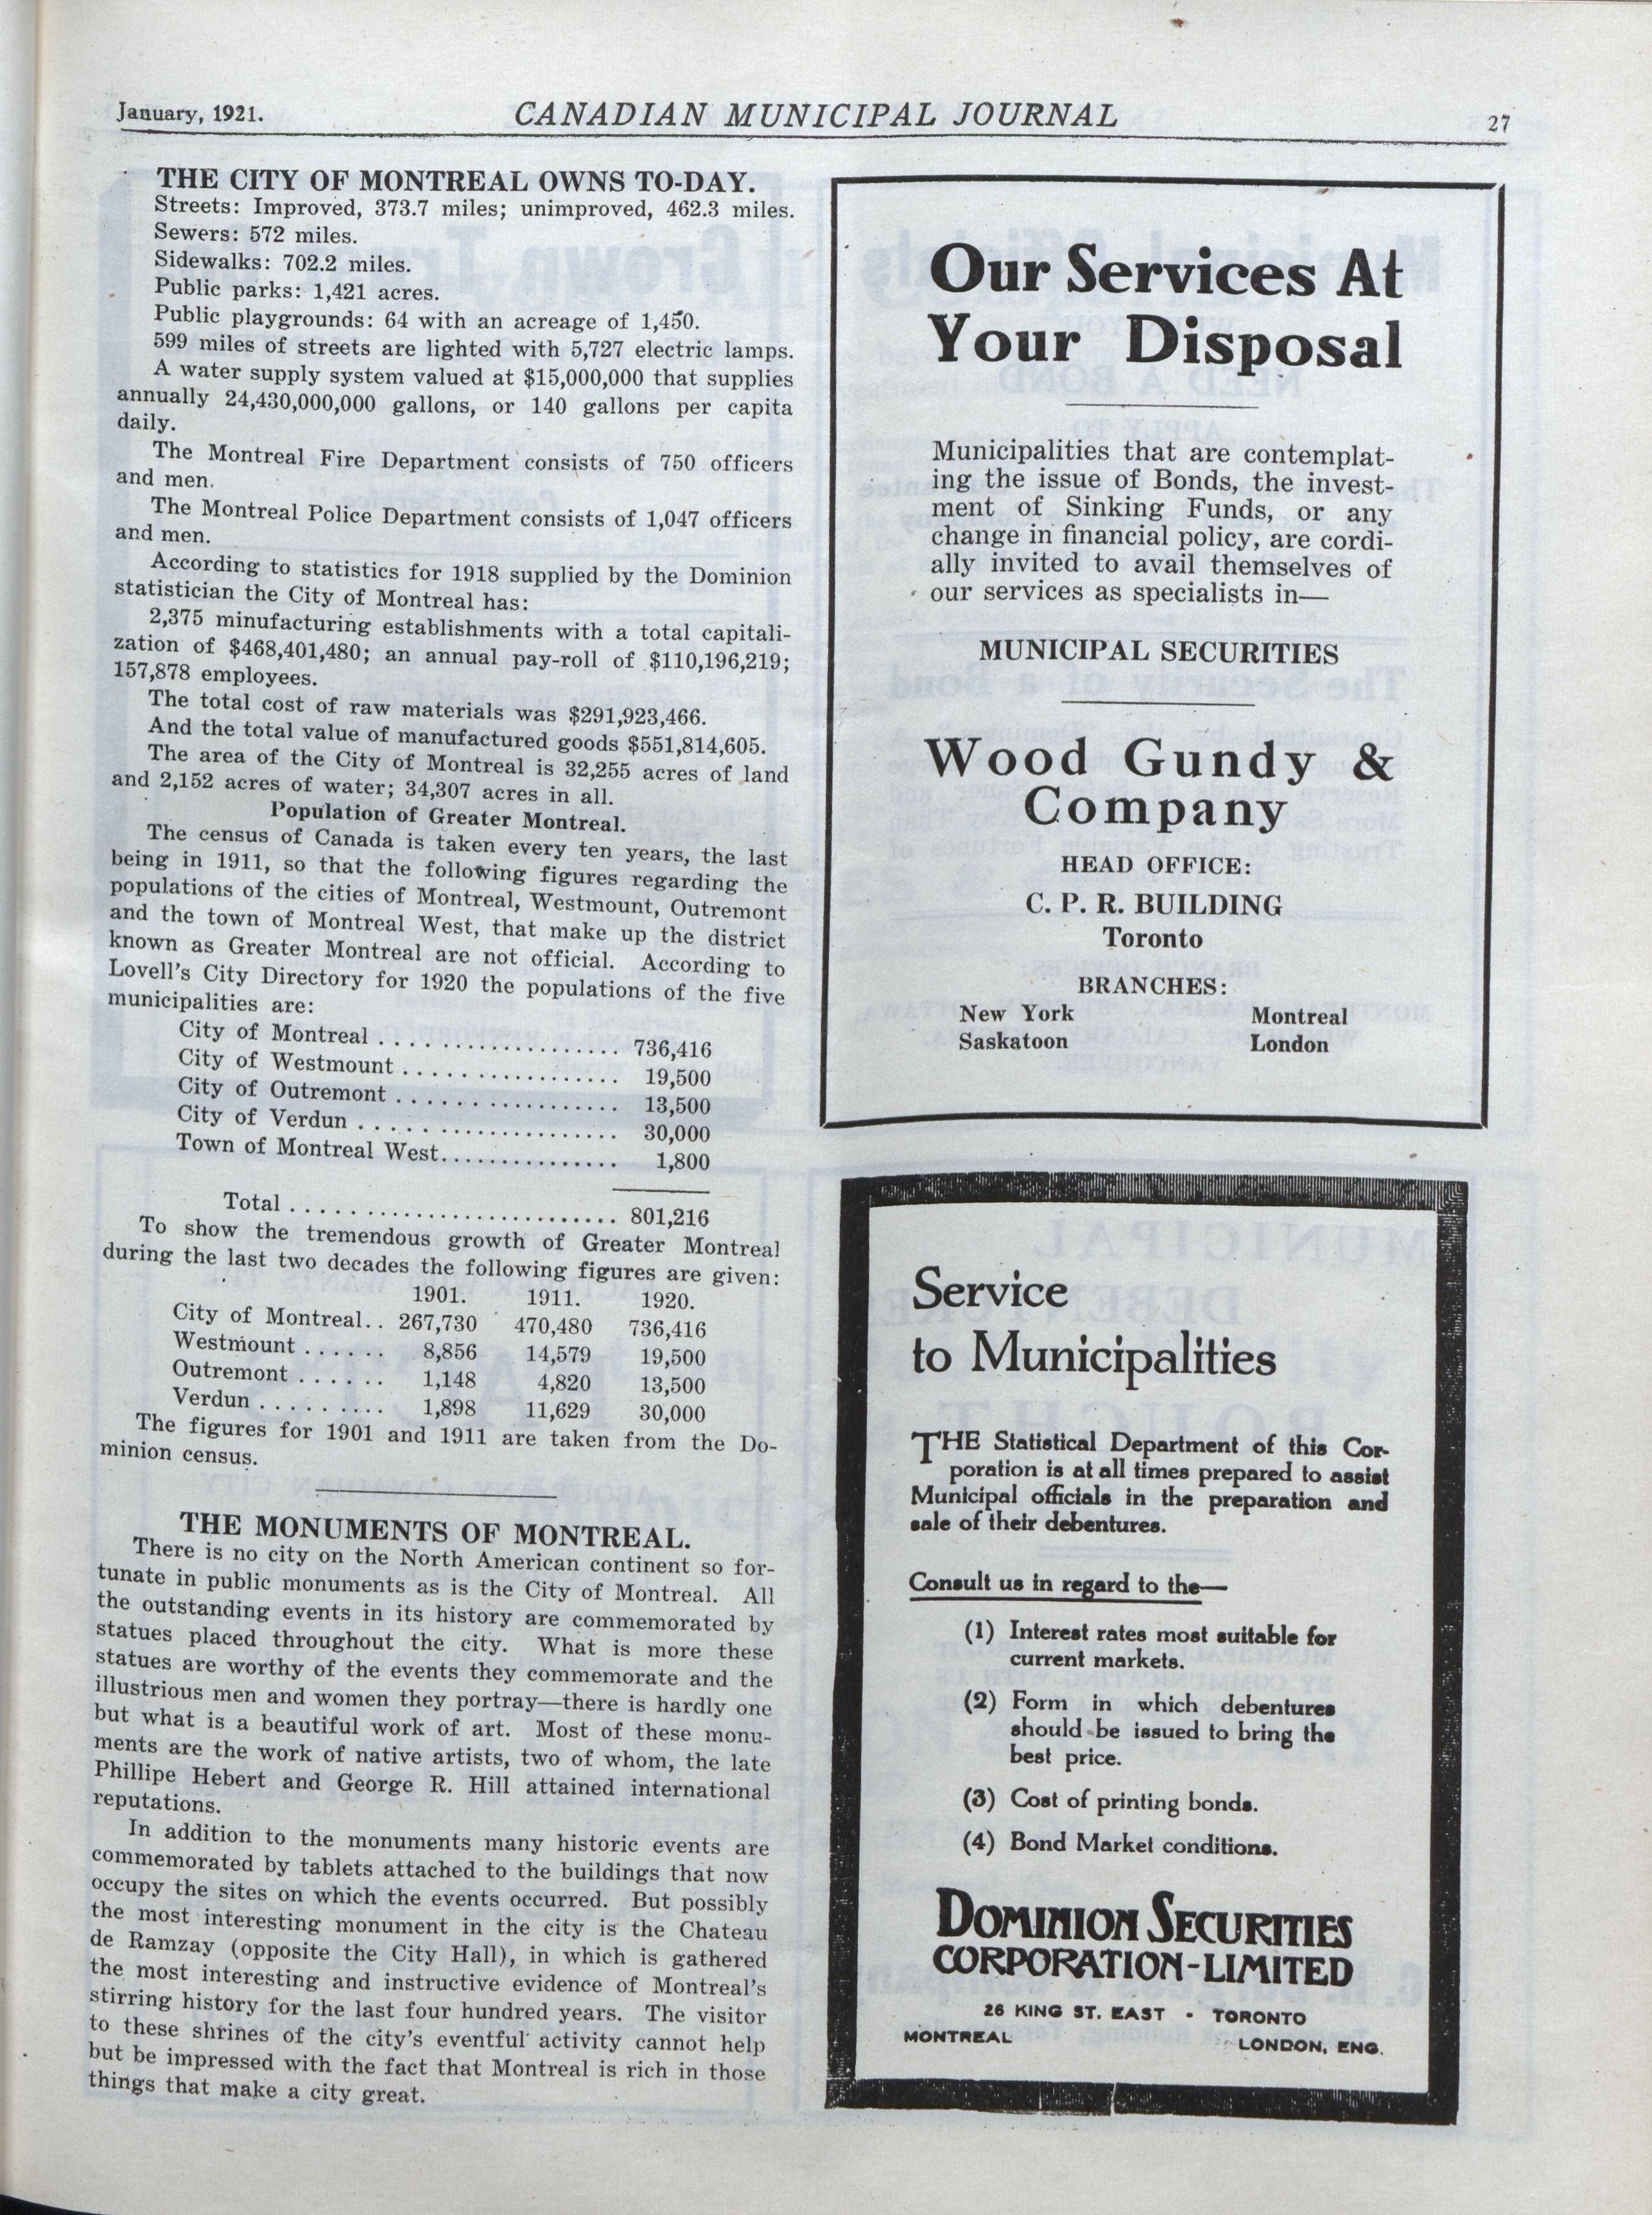 January, 1921.
CANADIAN MUNICIPAL JOURNAL
27
THE CITY OF MONTREAL OWNS TO-DAY.
Streets: Improved, 373.7 miles; unimproved, 462.3 miles.
Sewers: 572 miles.
Sidewalks: 702.2 miles.
Public parks: 1,421 acres.
Public playgrounds: 64 with an acreage of 1,450.
599 miles of streets are lighted with 5,727 electric lamps.
A water supply system valued at $15,000,000 that supplies
annually 24,430,000,000 gallons, or 140 gallons per capita
daily.
The Montreal Fire Department consists of 750 officers
and men.
The Montreal Police Department consists of 1,047 officers
and men.
According to statistics for 1918 supplied by the Dominion
statistician the City of Montreal has:
2,375 minufacturing establishments with a total capitali-
zation of $468,401,480; an annual pay-roll of $110,196,219;
157,878 employees.
The total cost of raw materials was $291,923,466.
And the total value of manufactured goods $551,814,605.
The area of the City of Montreal is 32,255 acres of land
and 2,152 acres of water; 34,307 acres in all.
Population of Greater Montreal.
The census of Canada is taken every ten years, the last
being in 1911, so that the following figures regarding the
populations of the cities of Montreal, Westmount, Outremont
and the town of Montreal West, that make up the district
known as Greater Montreal are not official. According to
Lovell's City Directory for 1920 the populations of the five
municipalities are:
City of Montreal . . . . . . . . . . . . . . . . . . . . 736,416
City of Westmount . . . . . . . . . . . . . . . . . . 19,500
City of Outremont . . . . . . . . . . . . . . . . . . 13,500
City of Verdun . . . . . . . . . . . . . . . . . . . . . 30,000
Town of Montreal West. . . . . . . . . . . . . . . 1,800
Total . . . . . . . . . . . . . . . . . . . . . . . . . . 801,216
To show the tremendous growth of Greater Montreal
during the last two decades the following figures are given:
1901. 1911. 1920.
City of Montreal. . 267,730 470,480 736,416
Westmount . . . . . . 8,856 14,579 19,500
Outremont . . . . . . 1,148 4,820 13,500
Verdun . . . . . . . . . 1,898 11,629 30,000
The figures for 1901 and 1911 are taken from the Do-
minion census.
THE MONUMENTS OF MONTREAL.
There is no city on the North American continent so for-
tunate in public monuments as is the City of Montreal. All
the outstanding events in its history are commemorated by
statues placed throughout the city. What is more these
statues are worthy of the events they commemorate and the
illustrious men and women they portray—there is hardly one
but what is a beautiful work of art. Most of these monu-
ments are the work of native artists, two of whom, the late
Phillipe Hebert and George R. Hill attained international
reputations.
In addition to the monuments many historic events are
commemorated by tablets attached to the buildings that now
occupy the sites on which the events occurred. But possibly
the most interesting monument in the city is the Chateau
de Ramzay (opposite the City Hall), in which is gathered
the most interesting and instructive evidence of Montreal's
stirring history for the last four hundred years. The visitor
to these shrines of the city's eventful activity cannot help
but be impressed with the fact that Montreal is rich in those
things that make a city great.
Our Services At
Your Disposal
Municipalities that are contemplat-
ing the issue of Bonds, the invest-
ment of Sinking Funds, or any
change in financial policy, are cordi-
ally invited to avail themselves of
our services as specialists in—
MUNICIPAL SECURITIES
Wood Gundy &
Company
HEAD OFFICE:
C. P. R. BUILDING
Toronto
BRANCHES:
New York Montreal
Saskatoon London
Service
to Municipalities
THE Statistical Department of this Cor-
poration is at all times prepared to assist
Municipal officials in the preparation and
sale of their debentures.
Consult us in regard to the—
(1) Interest rates most suitable for
current markets.
(2) Form in which debentures
should be issued to bring the
best price.
(3) Cost of printing bonds.
(4) Bond Market conditions.
DOMINION SECURITIES
CORPORATION-LIMITED
26 KING ST. EAST - TORONTO
MONTREAL LONDON, ENG.